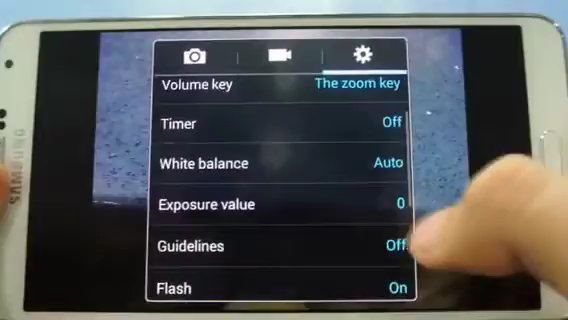 Volume key The zoom key
Timer Off
White balance Auto
Exposure value 0
Guidelines Off
Flash On
SAMSUNG